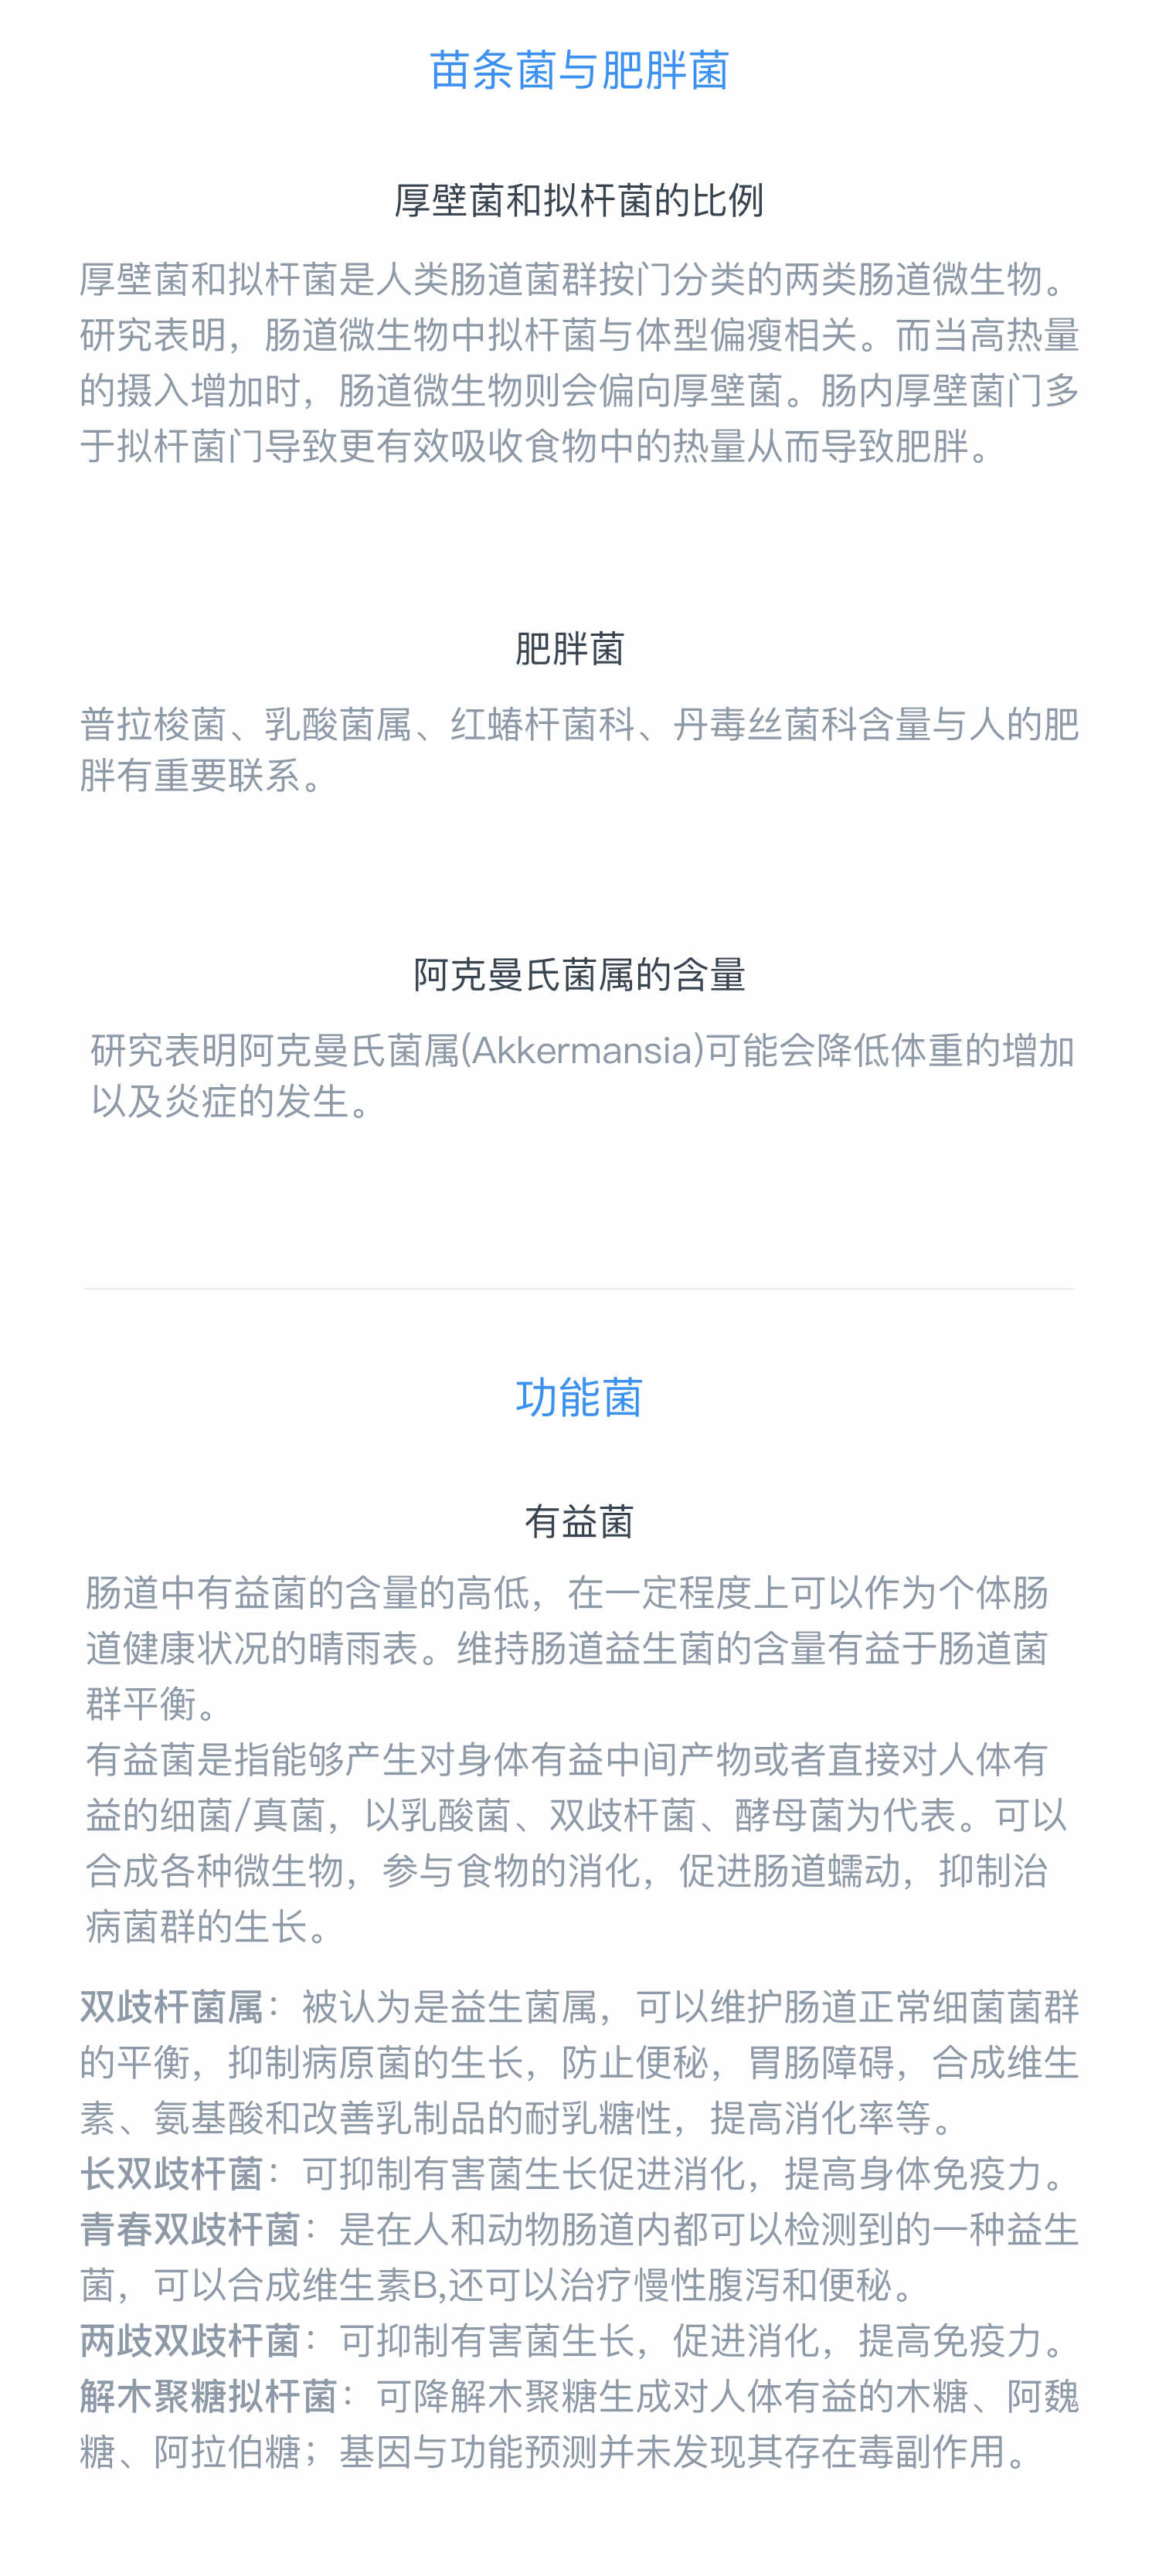 苗条菌与肥胖菌
厚壁菌和拟杆菌的比例
厚壁菌和拟杆菌是人类肠道菌群按门分类的两类肠道微生物。
研究表明，肠道微生物中拟杆菌与体型偏瘦相关。而当高热量
的摄入增加时，肠道微生物则会偏向厚壁菌。肠内厚壁菌门多
于拟杆菌门导致更有效吸收食物中的热量从而导致肥胖。
肥胖菌
普拉梭菌、乳酸菌属、红蝽杆菌科、丹毒丝菌科含量与人的肥
胖有重要联系。
阿克曼氏菌属的含量
研究表明阿克曼氏菌属(Akkermansia)可能会降低体重的增加
以及炎症的发生。
功能菌
有益菌
肠道中有益菌的含量的高低，在一定程度上可以作为个体肠
道健康状况的晴雨表。维持肠道益生菌的含量有益于肠道菌
群平衡。
有益菌是指能够产生对身体有益中间产物或者直接对人体有
益的细菌/真菌，以乳酸菌、双歧杆菌、酵母菌为代表。可以
合成各种微生物，参与食物的消化，促进肠道蠕动，抑制治
病菌群的生长。
双歧杆菌属：被认为是益生菌属，可以维护肠道正常细菌菌群
的平衡，抑制病原菌的生长，防止便秘，胃肠障碍，合成维生
素、氨基酸和改善乳制品的耐乳糖性，提高消化率等。
长双歧杆菌：可抑制有害菌生长促进消化，提高身体免疫力。
青春双歧杆菌：是在人和动物肠道内都可以检测到的一种益生
菌，可以合成维生素B,还可以治疗慢性腹泻和便秘。
两歧双歧杆菌：可抑制有害菌生长，促进消化，提高免疫力。
解木聚糖拟杆菌：可降解木聚糖生成对人体有益的木糖、阿魏
糖、阿拉伯糖；基因与功能预测并未发现其存在毒副作用。